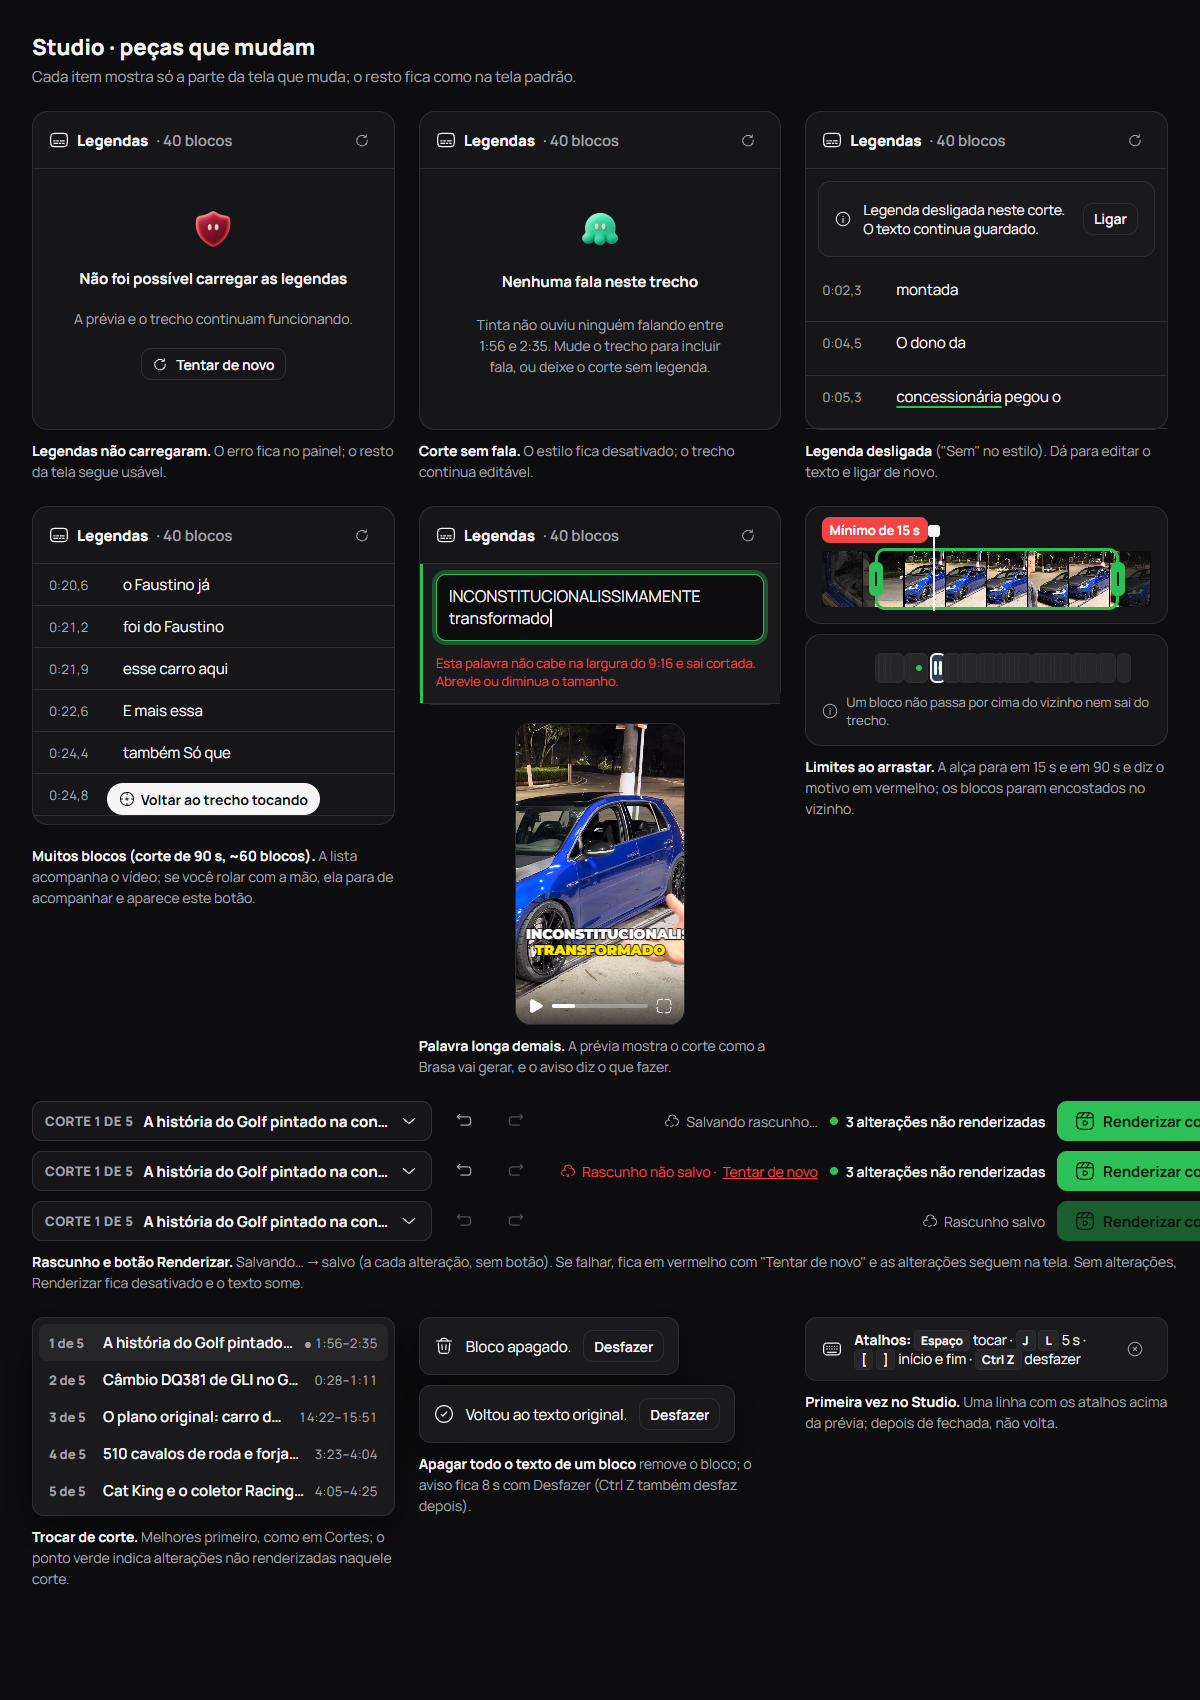 Studio · peças que mudam
Cada item mostra só a parte da tela que muda; o resto fica como na tela padrão.
Legendas · 40 blocos
Não foi possível carregar as legendas
A prévia e o trecho continuam funcionando.
Tentar de novo
Legendas não carregaram. O erro fica no painel; o resto
da tela segue usável.
Legendas · 40 blocos
Nenhuma fala neste trecho
Tinta não ouviu ninguém falando entre
1:56 e 2:35. Mude o trecho para incluir
fala, ou deixe o corte sem legenda.
Corte sem fala. O estilo fica desativado; o trecho
continua editável.
Legendas · 40 blocos
Legenda desligada neste corte.
O texto continua guardado.
Ligar
0:02,3 montada
0:04,5 O dono da
0:05,3 concessionária pegou o
Legenda desligada ("Sem" no estilo). Dá para editar o
texto e ligar de novo.
Legendas · 40 blocos
0:20,6 o Faustino já
0:21,2 foi do Faustino
0:21,9 esse carro aqui
0:22,6 E mais essa
0:24,4 também Só que
0:24,8
Voltar ao trecho tocando
Muitos blocos (corte de 90 s, ~60 blocos). A lista
acompanha o vídeo; se você rolar com a mão, ela para de
acompanhar e aparece este botão.
Legendas · 40 blocos
INCONSTITUCIONALISSIMAMENTE
transformado
Esta palavra não cabe na largura do 9:16 e sai cortada.
Abrevie ou diminua o tamanho.
INCONSTITUCIONALIS
TRANSFORMADO
Palavra longa demais. A prévia mostra o corte como a
Brasa vai gerar, e o aviso diz o que fazer.
Mínimo de 15 s
Um bloco não passa por cima do vizinho nem sai do
trecho.
Limites ao arrastar. A alça para em 15 s e em 90 s e diz o
motivo em vermelho; os blocos param encostados no
vizinho.
CORTE 1 DE 5 A história do Golf pintado na con... Salvando rascunho... 3 alterações não renderizadas Renderizar co
CORTE 1 DE 5 A história do Golf pintado na con... Rascunho não salvo · Tentar de novo 3 alterações não renderizadas Renderizar co
CORTE 1 DE 5 A história do Golf pintado na con... Rascunho salvo Renderizar co
Rascunho e botão Renderizar. Salvando... → salvo (a cada alteração, sem botão). Se falhar, fica em vermelho com "Tentar de novo" e as alterações seguem na tela. Sem alterações,
Renderizar fica desativado e o texto some.
1 de 5 A história do Golf pintado... 1:56–2:35
2 de 5 Câmbio DQ381 de GLI no G... 0:28–1:11
3 de 5 O plano original: carro d... 14:22–15:51
4 de 5 510 cavalos de roda e forja... 3:23–4:04
5 de 5 Cat King e o coletor Racing... 4:05–4:25
Trocar de corte. Melhores primeiro, como em Cortes; o
ponto verde indica alterações não renderizadas naquele
corte.
Bloco apagado. Desfazer
Voltou ao texto original. Desfazer
Apagar todo o texto de um bloco remove o bloco; o
aviso fica 8 s com Desfazer (Ctrl Z também desfaz
depois).
Atalhos: Espaço tocar · J L 5 s ·
[ ] início e fim · Ctrl Z desfazer
Primeira vez no Studio. Uma linha com os atalhos acima
da prévia; depois de fechada, não volta.